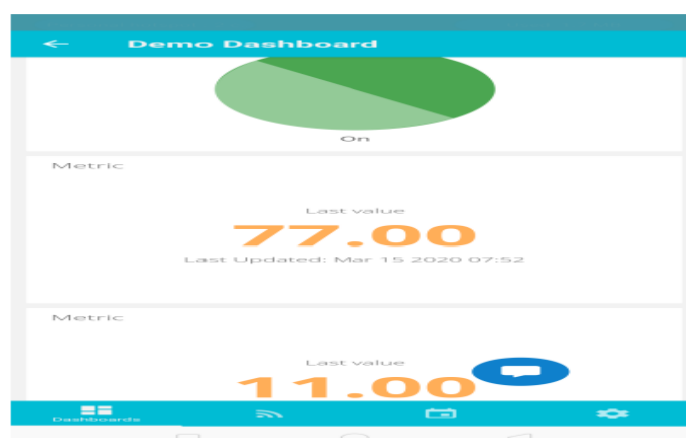 Demo Dashboard
On
Metric
Last value
77.00
Last Updated: Mar 15 2020 07:52
Metric
Last value
11.00
Dashboards